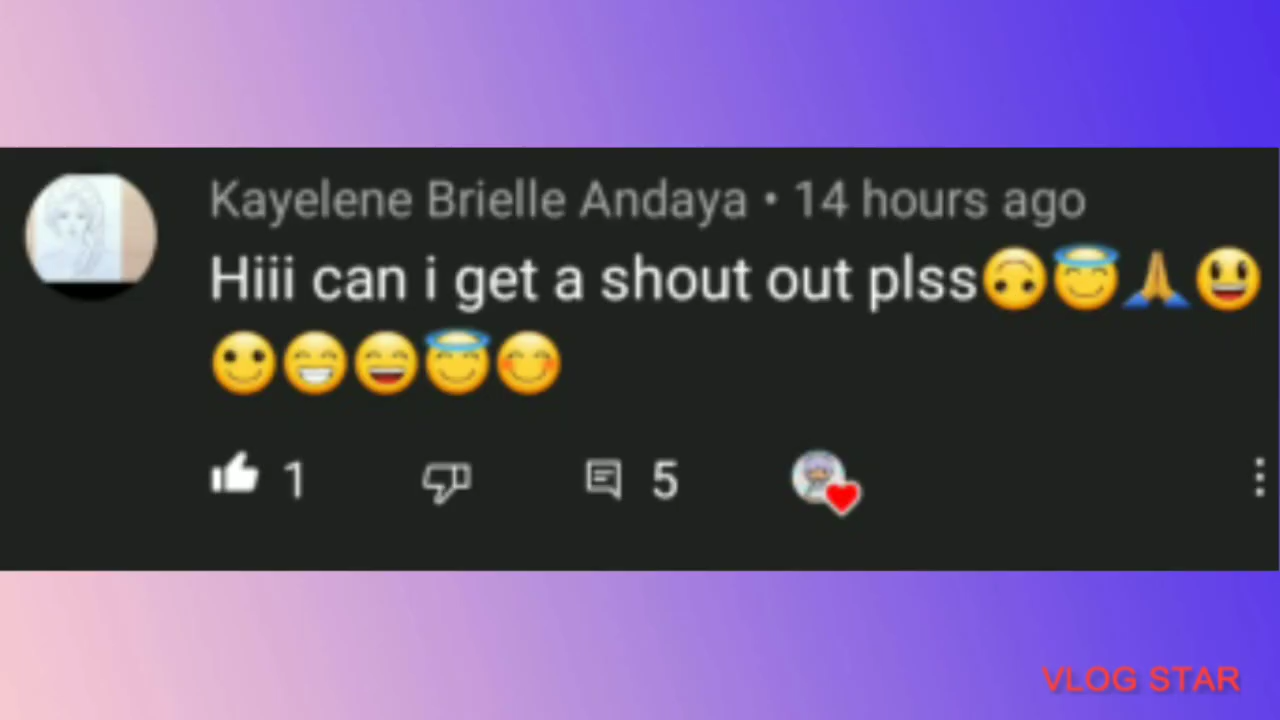 Kayelene Brielle Andaya • 14 hours ago
Hiii can i get a shout out plss🙃😇🙏😃
🙂😁😄😇😊
1 5
VLOG STAR